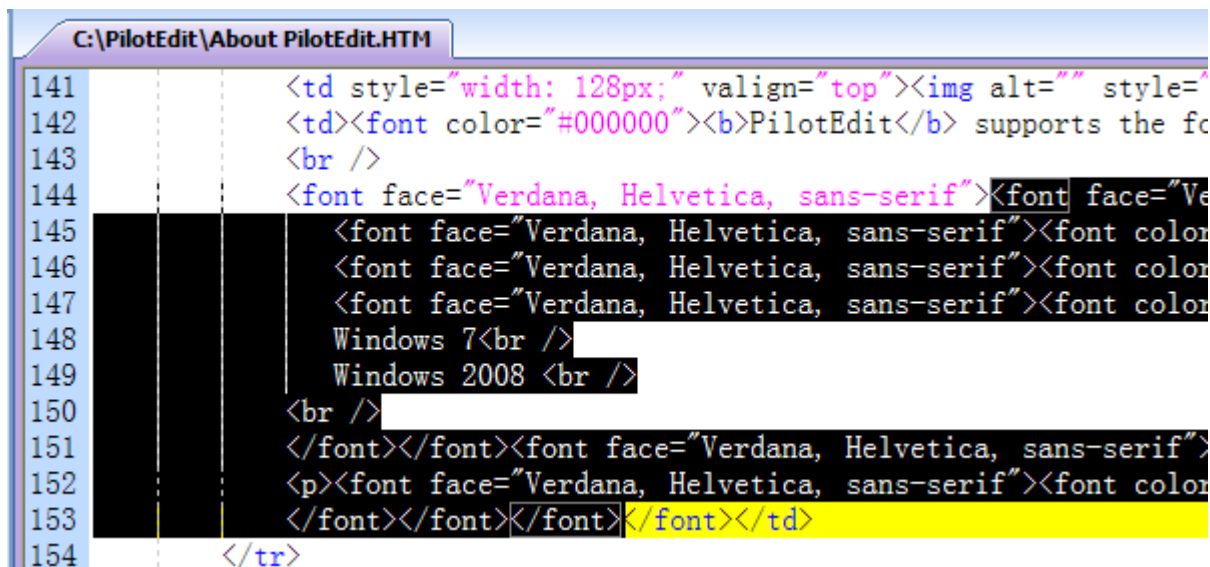 C:\PilotEdit\About PilotEdit.HTM
141 <td style="width: 128px;" valign="top"><img alt="" style="
142 <td><font color="#000000"><b>PilotEdit</b> supports the fo
143 <br />
144 <font face="Verdana, Helvetica, sans-serif"><font face="Ve
145 <font face="Verdana, Helvetica, sans-serif"><font color
146 <font face="Verdana, Helvetica, sans-serif"><font color
147 <font face="Verdana, Helvetica, sans-serif"><font color
148 Windows 7<br />
149 Windows 2008 <br />
150 <br />
151 </font></font><font face="Verdana, Helvetica, sans-serif">
152 <p><font face="Verdana, Helvetica, sans-serif"><font color
153 </font></font></font></font></td>
154 </tr>